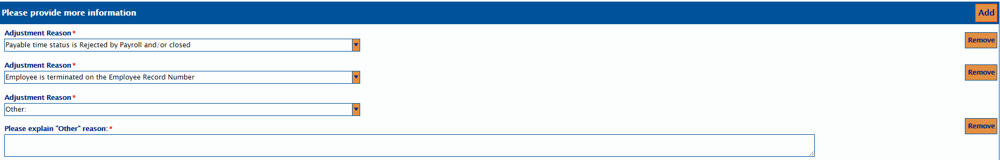 Please provide more information Add
Adjustment Reason*
Payable time status is Rejected by Payroll and/or closed
Remove
Adjustment Reason*
Employee is terminated on the Employee Record Number
Remove
Adjustment Reason*
Other:
Please explain "Other" reason:*
Remove